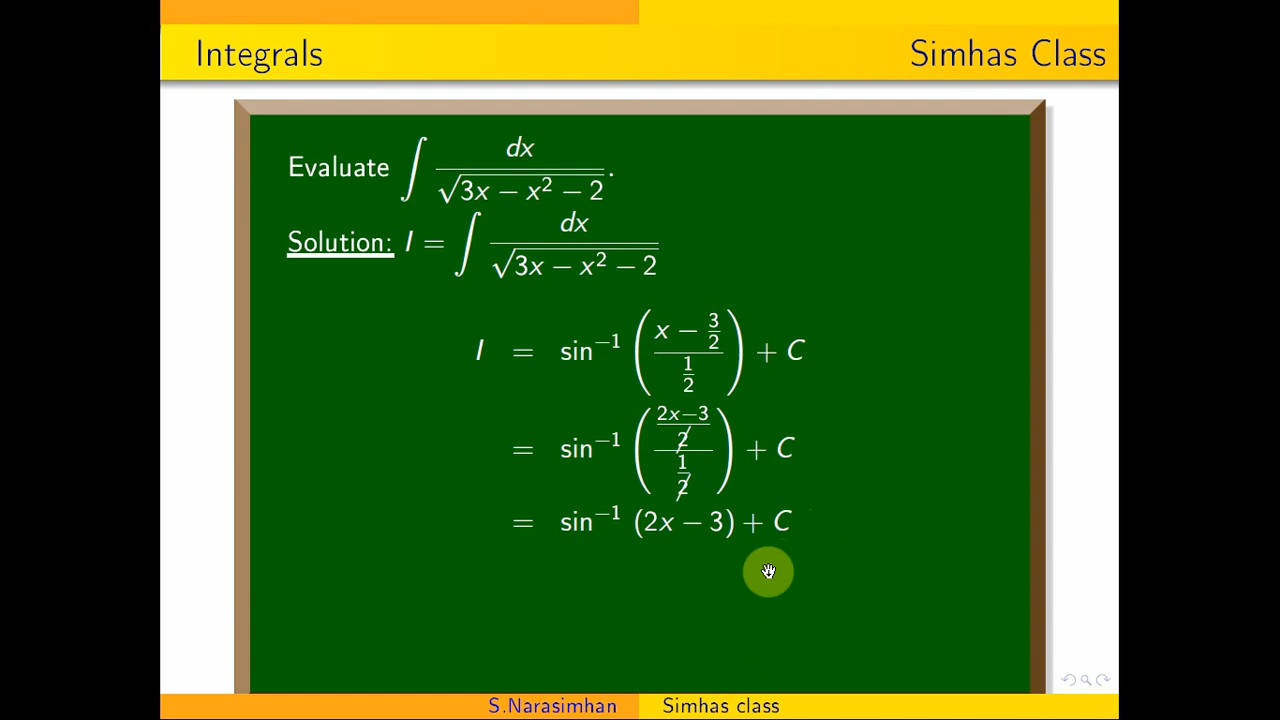 Integrals
Simhas Class
Evaluate ∫ dx / √(3x − x² − 2).
Solution: I = ∫ dx / √(3x − x² − 2)
I = sin⁻¹ ((x − 3/2) / (1/2)) + C
= sin⁻¹ (((2x−3)/2) / (1/2)) + C
= sin⁻¹ (2x − 3) + C
S.Narasimhan
Simhas class